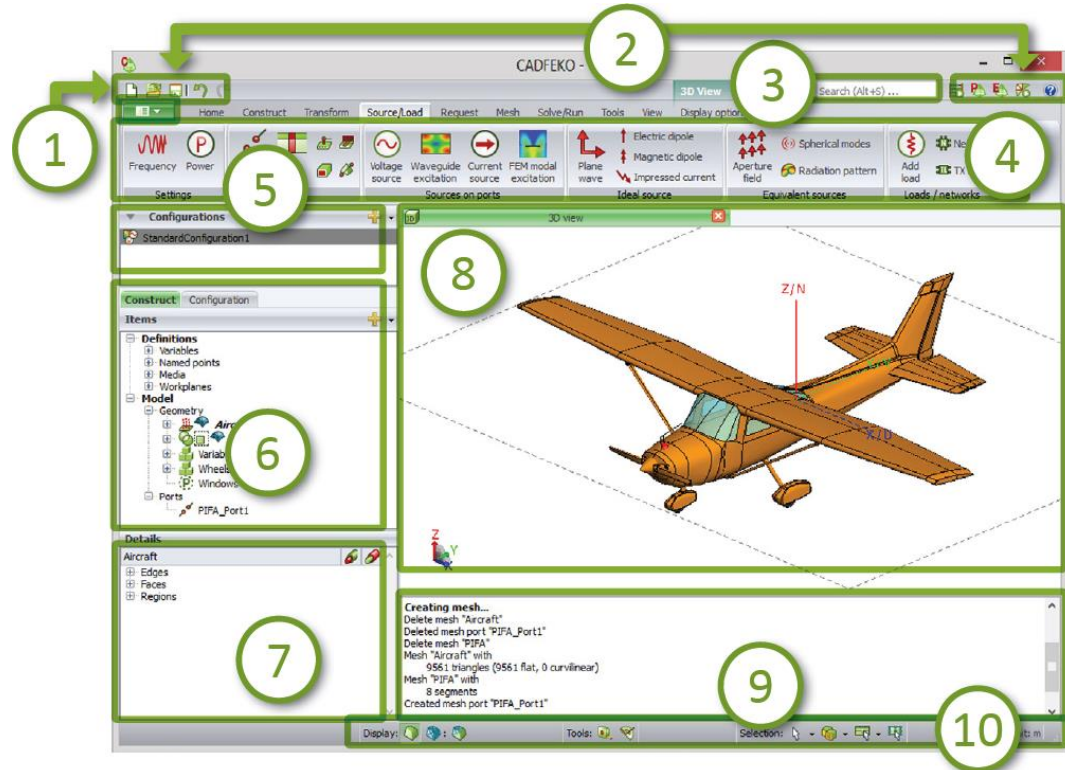 2
CADFEKO -
1
3D View
3
Search (Alt+S) ...
Home Construct Transform Source/Load Request Mesh Solve/Run Tools View Display
4
Frequency Power
Voltage source
Waveguide excitation
Current source
FEM modal excitation
Plane wave
Electric dipole
Magnetic dipole
Impressed current
Aperture field
Spherical modes
Radiation pattern
Add load
TX
5
Settings
Sources on ports
Ideal source
Equivalent sources
Loads / networks
Configurations
StandardConfiguration1
3D view
8
Z/N
Construct Configuration
Items
Definitions
Variables
Named points
Media
Workplanes
Model
Geometry
6
Wheels
Windows
Ports
PIFA_Port1
Z
Y
X
Details
Aircraft
Edges
Faces
Regions
7
Creating mesh...
Delete mesh "Aircraft"
Deleted mesh port "PIFA_Port1"
Delete mesh "PIFA"
Mesh "Aircraft" with
9561 triangles (9561 flat, 0 curvilinear)
Mesh "PIFA" with
8 segments
Created mesh port "PIFA_Port1"
9
Display:
Tools:
Selection:
10
m